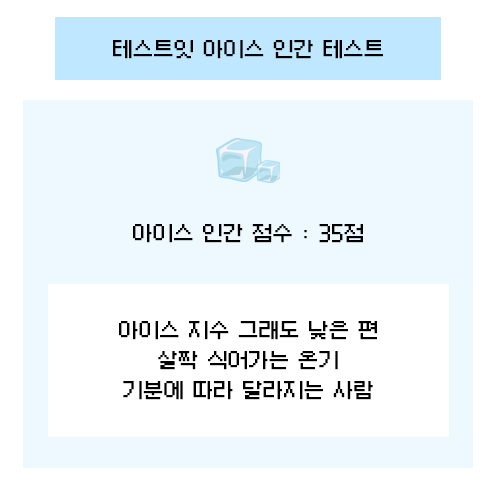 테스트잇 아이스 인간 테스트
아이스 인간 점수 : 35점
아이스 지수 그래도 낮은 편
살짝 식어가는 온기
기분에 따라 달라지는 사람